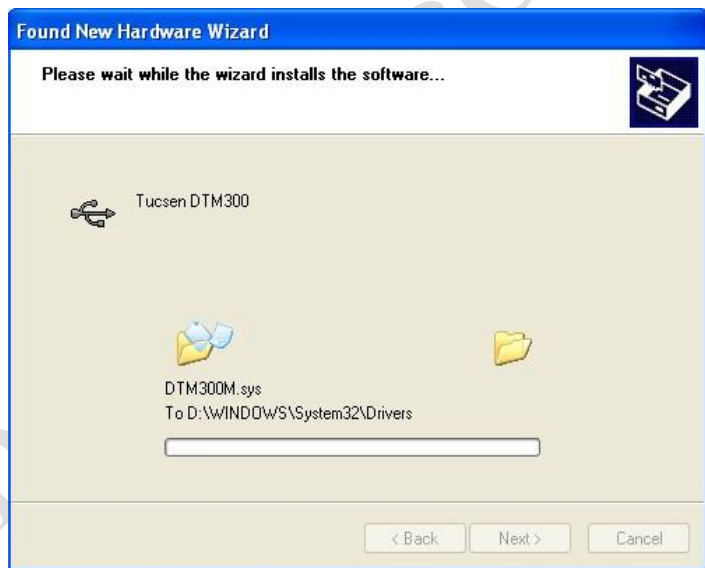 Found New Hardware Wizard
Please wait while the wizard installs the software...
Tucsen DTM300
DTM300M.sys
To D:\WINDOWS\System32\Drivers
< Back Next > Cancel